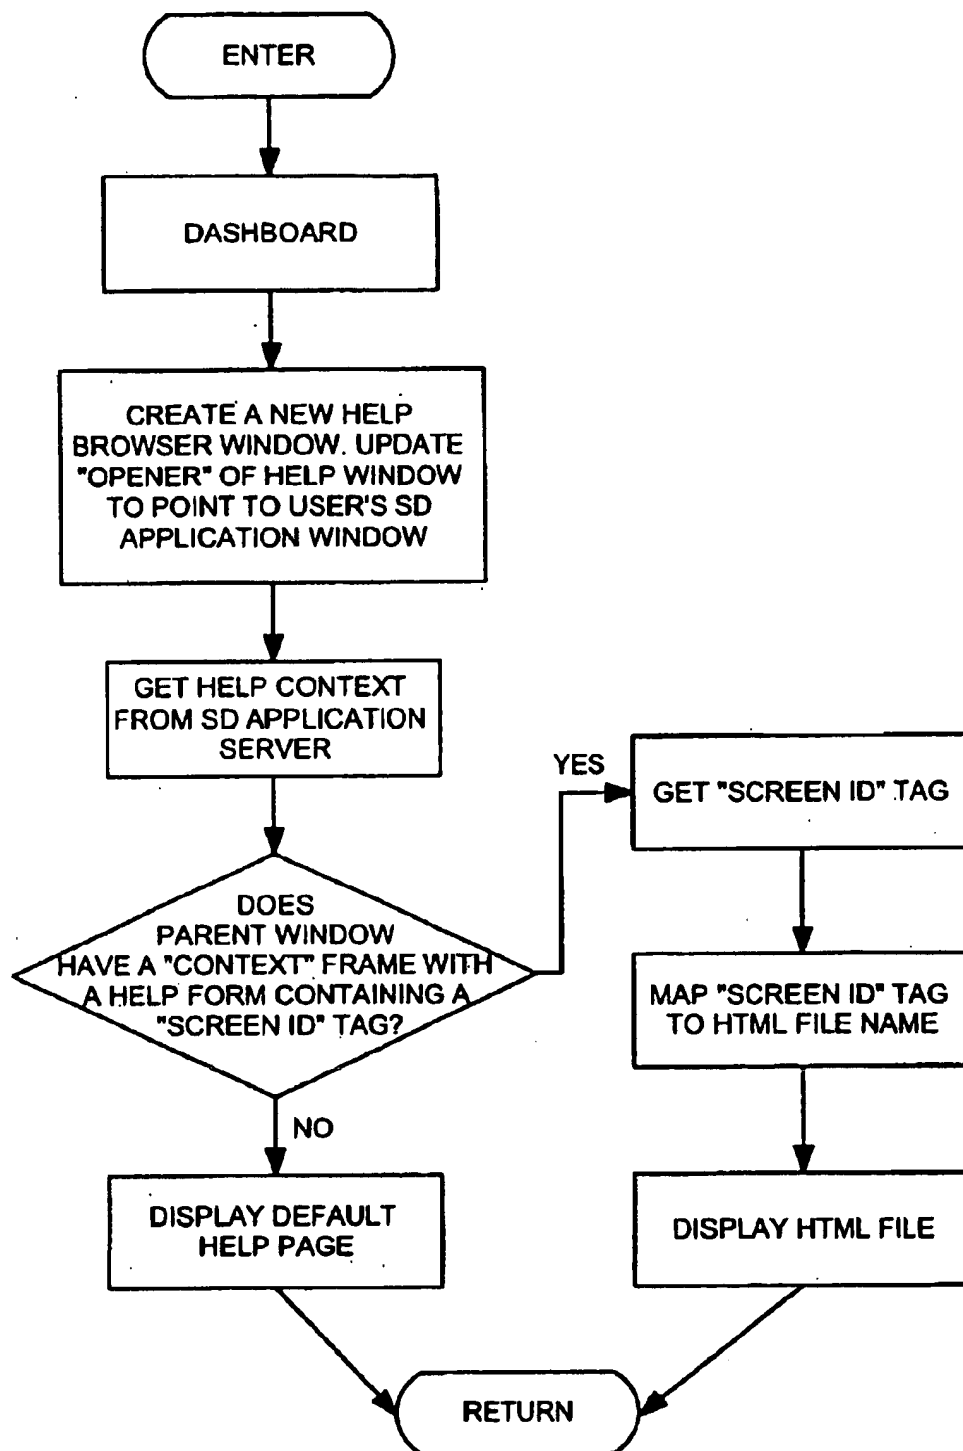 ENTER
DASHBOARD
CREATE A NEW HELP
BROWSER WINDOW. UPDATE
"OPENER" OF HELP WINDOW
TO POINT TO USER'S SD
APPLICATION WINDOW
GET HELP CONTEXT
FROM SD APPLICATION
SERVER
DOES
PARENT WINDOW
HAVE A "CONTEXT" FRAME WITH
A HELP FORM CONTAINING A
"SCREEN ID" TAG?
YES
GET "SCREEN ID" TAG
MAP "SCREEN ID" TAG
TO HTML FILE NAME
DISPLAY HTML FILE
NO
DISPLAY DEFAULT
HELP PAGE
RETURN